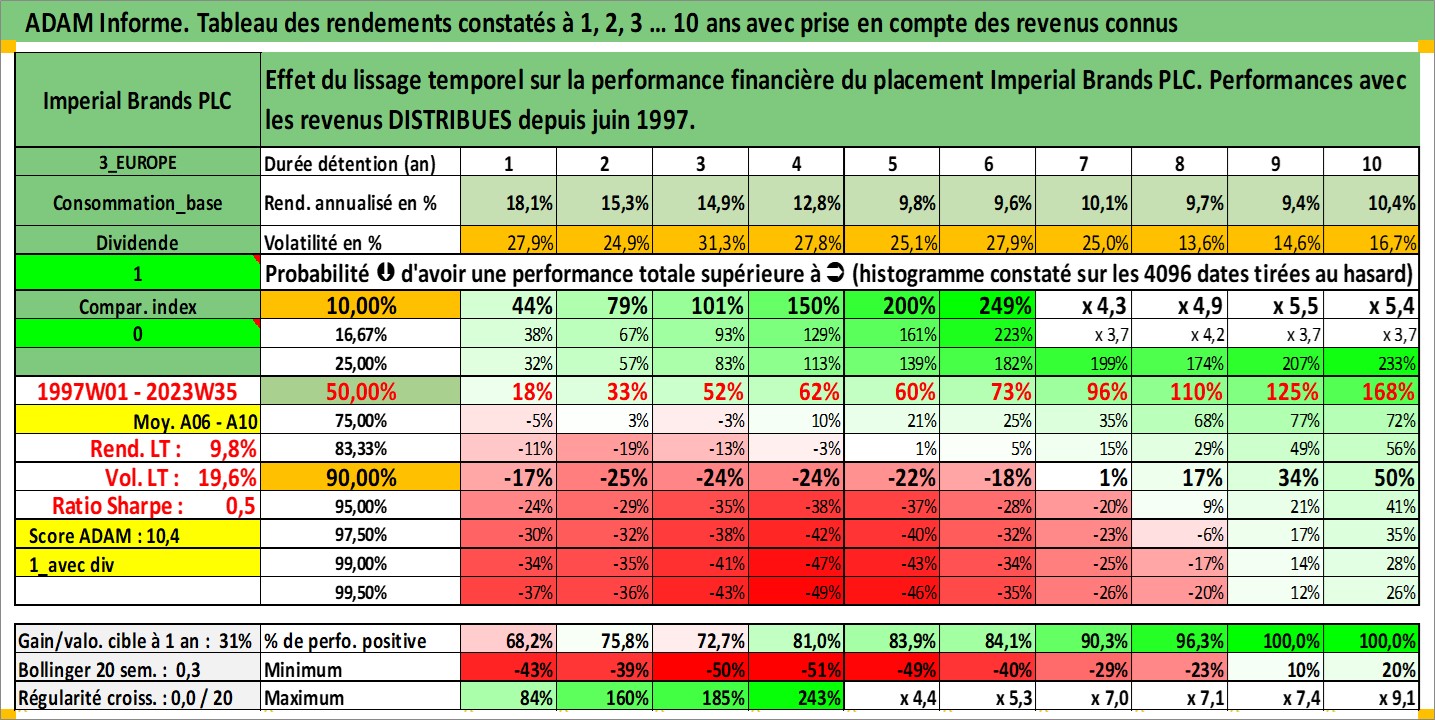 ADAM Informe. Tableau des rendements constatés à 1, 2, 3 ... 10 ans avec prise en compte des revenus connus
Imperial Brands PLC
Effet du lissage temporel sur la performance financière du placement Imperial Brands PLC. Performances avec
les revenus DISTRIBUES depuis juin 1997.
3_EUROPE Durée détention (an) 1 2 3 4 5 6 7 8 9 10
Consommation_base Rend. annualisé en % 18,1% 15,3% 14,9% 12,8% 9,8% 9,6% 10,1% 9,7% 9,4% 10,4%
Dividende Volatilité en % 27,9% 24,9% 31,3% 27,8% 25,1% 27,9% 25,0% 13,6% 14,6% 16,7%
1 Probabilité ⬇ d'avoir une performance totale supérieure à ➲ (histogramme constaté sur les 4096 dates tirées au hasard)
Compar. index 10,00% 44% 79% 101% 150% 200% 249% x 4,3 x 4,9 x 5,5 x 5,4
0 16,67% 38% 67% 93% 129% 161% 223% x 3,7 x 4,2 x 3,7 x 3,7
25,00% 32% 57% 83% 113% 139% 182% 199% 174% 207% 233%
1997W01 - 2023W35 50,00% 18% 33% 52% 62% 60% 73% 96% 110% 125% 168%
Moy. A06 - A10 75,00% -5% 3% -3% 10% 21% 25% 35% 68% 77% 72%
Rend. LT : 9,8% 83,33% -11% -19% -13% -3% 1% 5% 15% 29% 49% 56%
Vol. LT : 19,6% 90,00% -17% -25% -24% -24% -22% -18% 1% 17% 34% 50%
Ratio Sharpe : 0,5 95,00% -24% -29% -35% -38% -37% -28% -20% 9% 21% 41%
Score ADAM : 10,4 97,50% -30% -32% -38% -42% -40% -32% -23% -6% 17% 35%
1_avec div 99,00% -34% -35% -41% -47% -43% -34% -25% -17% 14% 28%
99,50% -37% -36% -43% -49% -46% -35% -26% -20% 12% 26%
Gain/valo. cible à 1 an : 31% % de perfo. positive 68,2% 75,8% 72,7% 81,0% 83,9% 84,1% 90,3% 96,3% 100,0% 100,0%
Bollinger 20 sem. : 0,3 Minimum -43% -39% -50% -51% -49% -40% -29% -23% 10% 20%
Régularité croiss. : 0,0 / 20 Maximum 84% 160% 185% 243% x 4,4 x 5,3 x 7,0 x 7,1 x 7,4 x 9,1